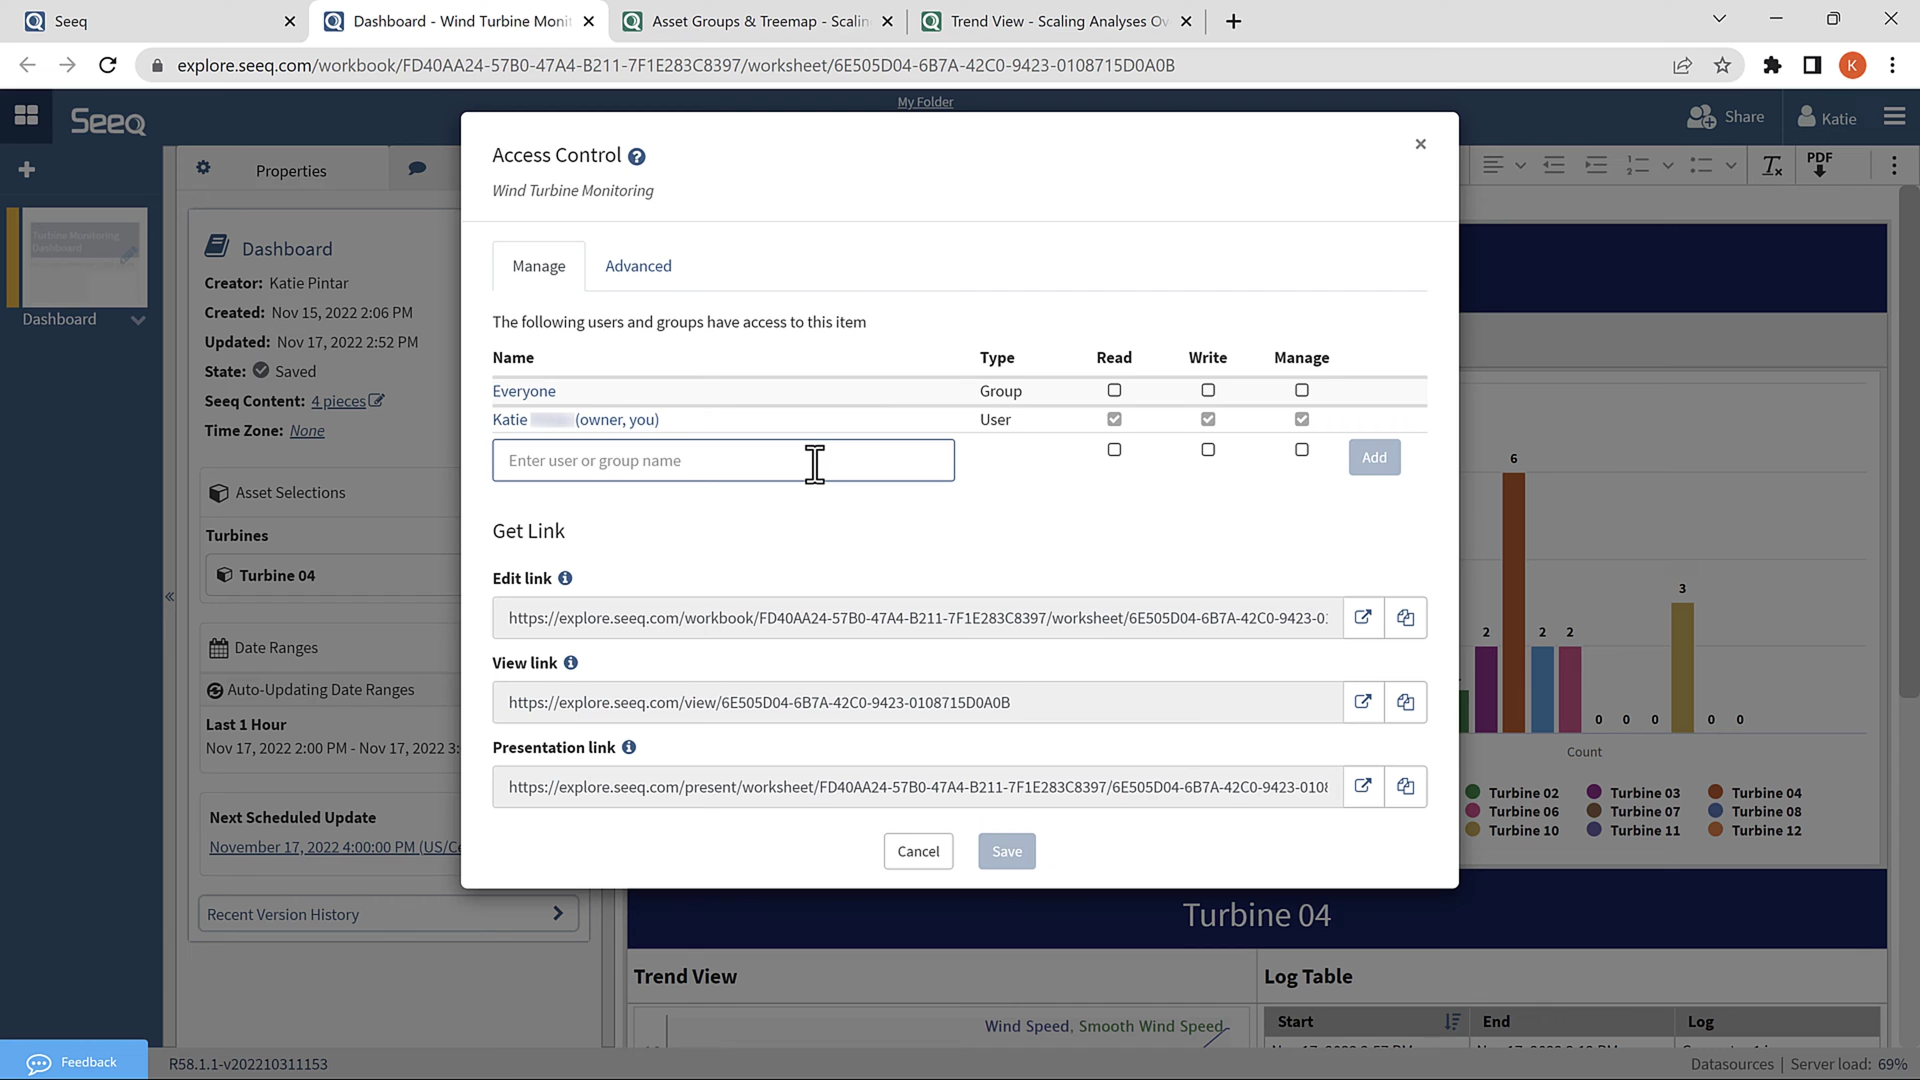 Seeq
Dashboard - Wind Turbine Monit
Asset Groups & Treemap - Scalin
Trend View - Scaling Analyses Ov
explore.seeq.com/workbook/FD40AA24-57B0-47A4-B211-7F1E283C8397/worksheet/6E505D04-6B7A-42C0-9423-0108715D0A0B
K
Seeq
My Folder
Share
Katie
Properties
PDF
Turbine Monitoring
Dashboard
Dashboard
Dashboard
Creator: Katie Pintar
Created: Nov 15, 2022 2:06 PM
Updated: Nov 17, 2022 2:52 PM
State: Saved
Seeq Content: 4 pieces
Time Zone: None
Asset Selections
Turbines
Turbine 04
Date Ranges
Auto-Updating Date Ranges
Last 1 Hour
Nov 17, 2022 2:00 PM - Nov 17, 2022 3:
Next Scheduled Update
November 17, 2022 4:00:00 PM (US/Ce
Recent Version History
Access Control
Wind Turbine Monitoring
Manage Advanced
The following users and groups have access to this item
Name Type Read Write Manage
Everyone Group
Katie (owner, you) User
Enter user or group name Add
Get Link
Edit link
https://explore.seeq.com/workbook/FD40AA24-57B0-47A4-B211-7F1E283C8397/worksheet/6E505D04-6B7A-42C0-9423-01
View link
https://explore.seeq.com/view/6E505D04-6B7A-42C0-9423-0108715D0A0B
Presentation link
https://explore.seeq.com/present/worksheet/FD40AA24-57B0-47A4-B211-7F1E283C8397/6E505D04-6B7A-42C0-9423-0108
Cancel Save
6
3
2 2 2
0 0 0 0 0
Count
Turbine 02 Turbine 03 Turbine 04
Turbine 06 Turbine 07 Turbine 08
Turbine 10 Turbine 11 Turbine 12
Turbine 04
Trend View Log Table
Wind Speed, Smooth Wind Speed
Start End Log
Feedback
R58.1.1-v202210311153
Datasources Server load: 69%